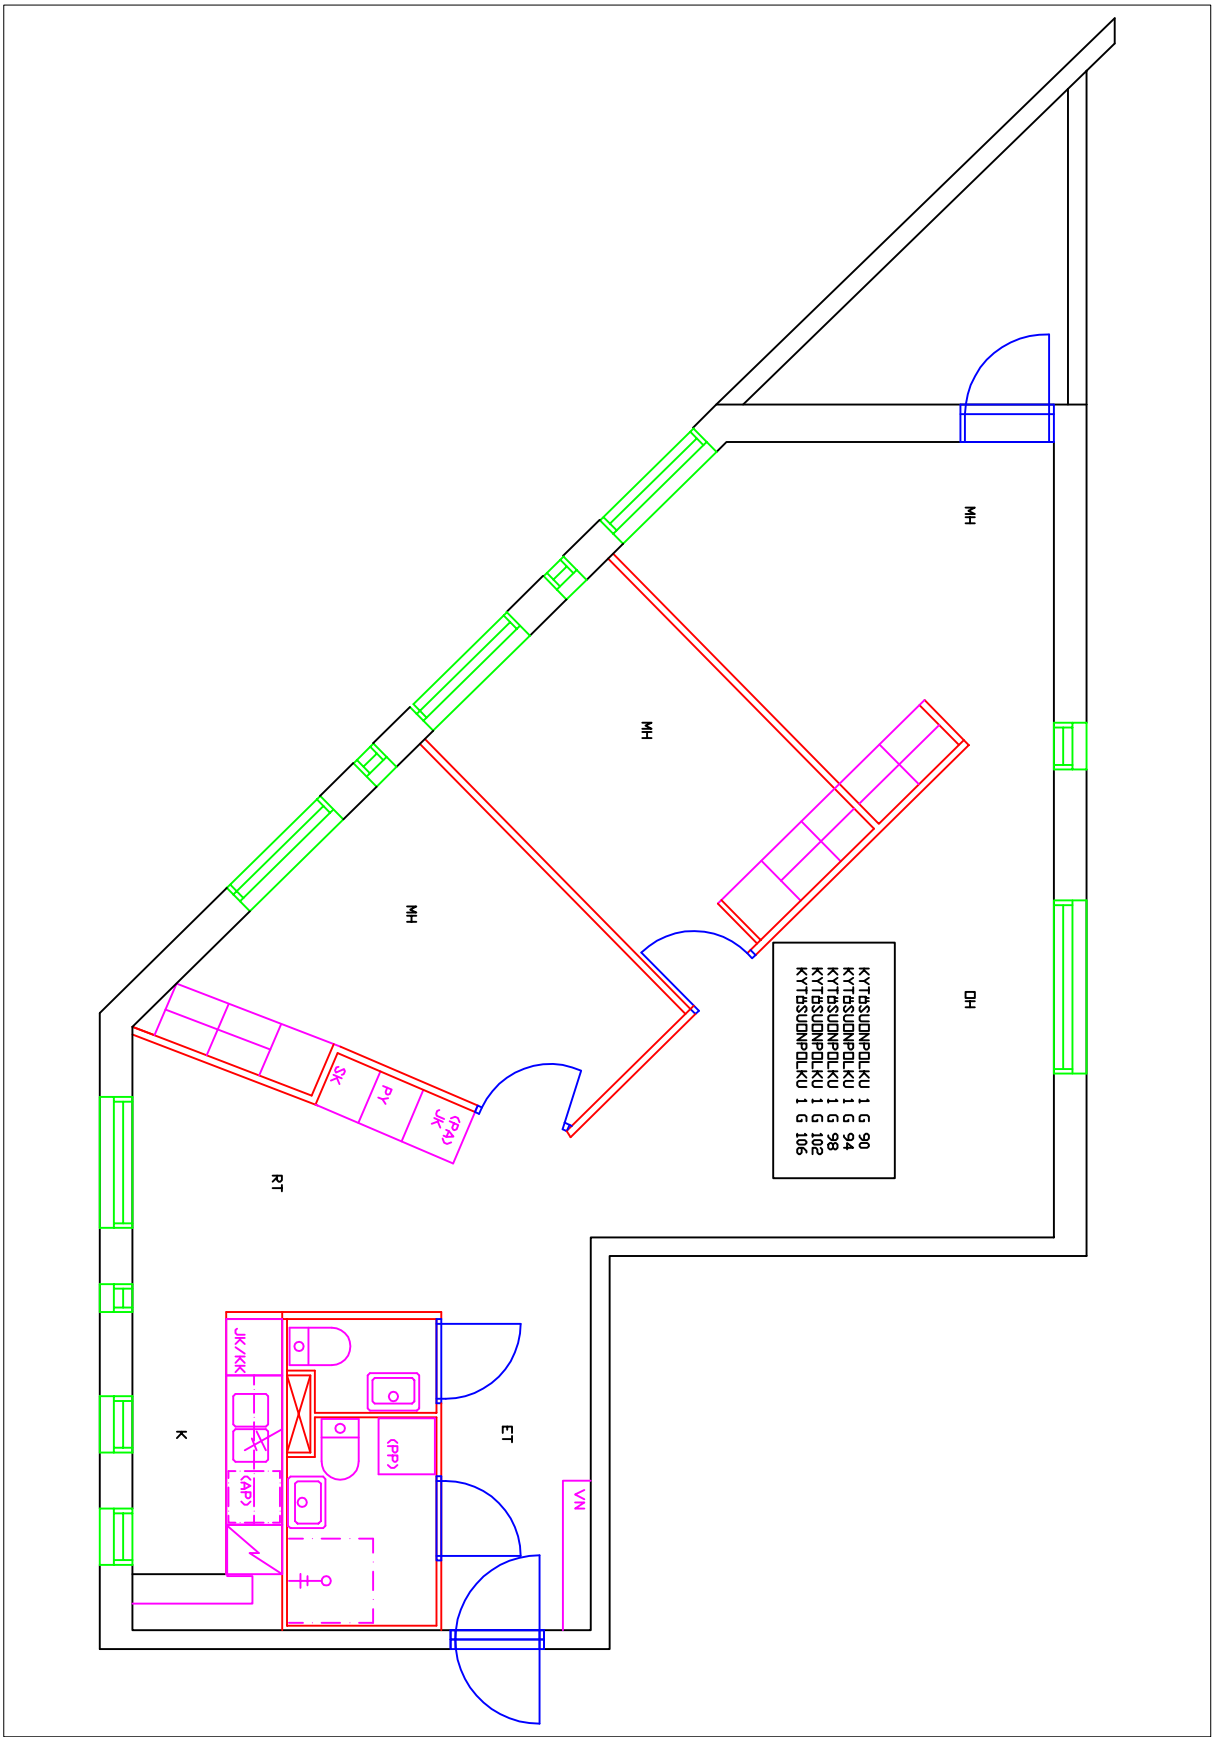 MH
OH
KYTÖSUONPOLKU 1 G 90
KYTÖSUONPOLKU 1 G 94
KYTÖSUONPOLKU 1 G 98
KYTÖSUONPOLKU 1 G 102
KYTÖSUONPOLKU 1 G 106
MH
VN
ET
(PA)
JK
MH
(PP)
PY
SK
RT
JK/KK
(AP)
K